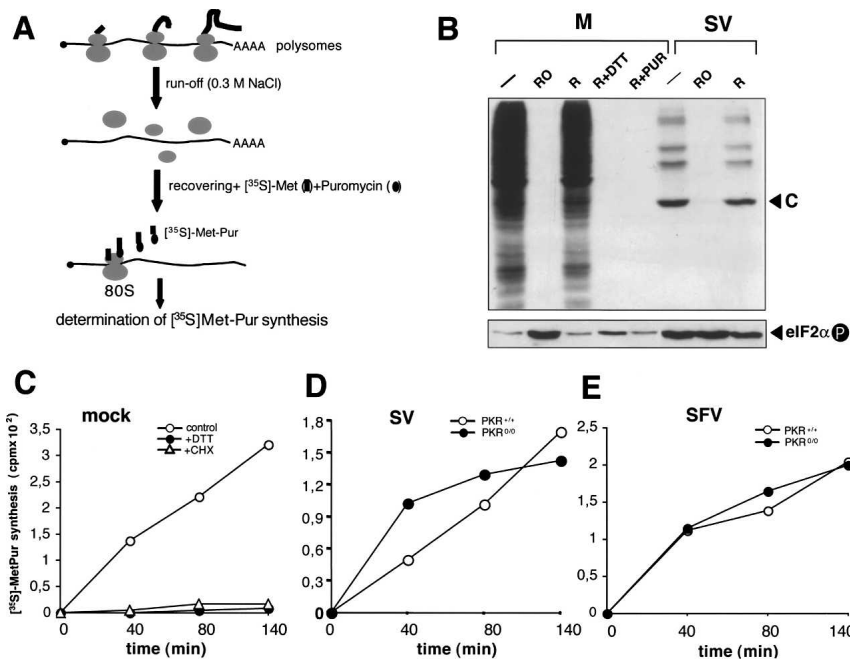 A
AAAA polysomes
run-off (0.3 M NaCl)
AAAA
recovering+ [³⁵S]-Met ( )+Puromycin ( )
[³⁵S]-Met-Pur
80S
determination of [³⁵S]Met-Pur synthesis
B
M SV
— RO R R+DTT R+PUR — RO R
C
eIF2α P
C
mock
control
+DTT
+CHX
[³⁵S]-MetPur synthesis (cpmx10⁻²)
3,5
3
2,5
2
1,5
1
0,5
0
0 40 80 140
time (min)
D
SV
PKR⁺/⁺
PKR⁰/⁰
1,8
1,5
1.2
0,9
0,6
0,3
0
0 40 80 140
time (min)
E
SFV
PKR⁺/⁺
PKR⁰/⁰
2,5
2
1,5
1
0,5
0
0 40 80 140
time (min)